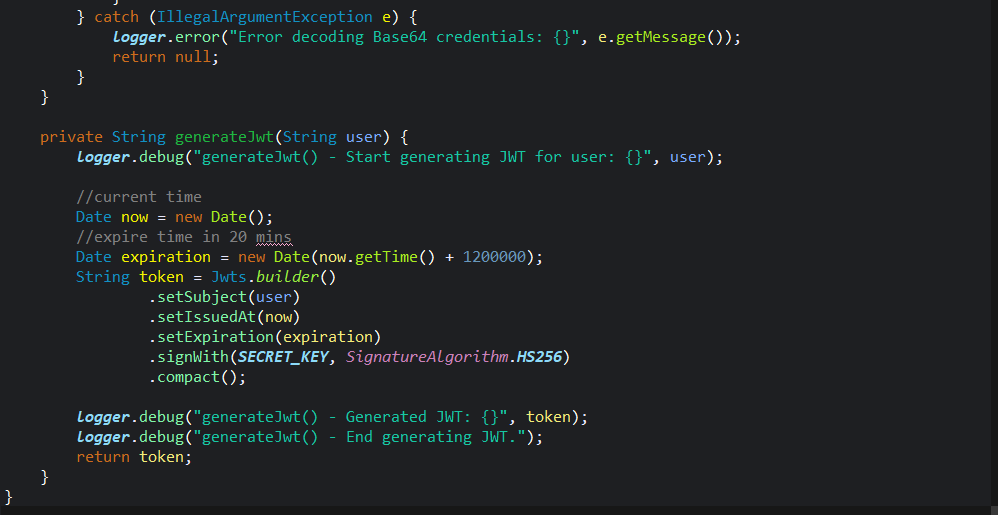 } catch (IllegalArgumentException e) {
logger.error("Error decoding Base64 credentials: {}", e.getMessage());
return null;
}
}
private String generateJwt(String user) {
logger.debug("generateJwt() - Start generating JWT for user: {}", user);
//current time
Date now = new Date();
//expire time in 20 mins
Date expiration = new Date(now.getTime() + 1200000);
String token = Jwts.builder()
.setSubject(user)
.setIssuedAt(now)
.setExpiration(expiration)
.signWith(SECRET_KEY, SignatureAlgorithm.HS256)
.compact();
logger.debug("generateJwt() - Generated JWT: {}", token);
logger.debug("generateJwt() - End generating JWT.");
return token;
}
}